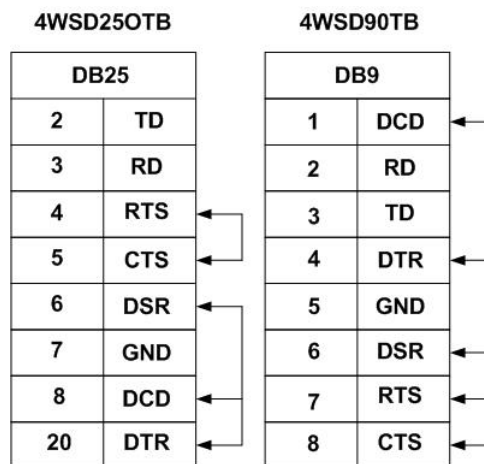 4WSD25OTB
DB25
2 TD
3 RD
4 RTS
5 CTS
6 DSR
7 GND
8 DCD
20 DTR
4WSD90TB
DB9
1 DCD
2 RD
3 TD
4 DTR
5 GND
6 DSR
7 RTS
8 CTS